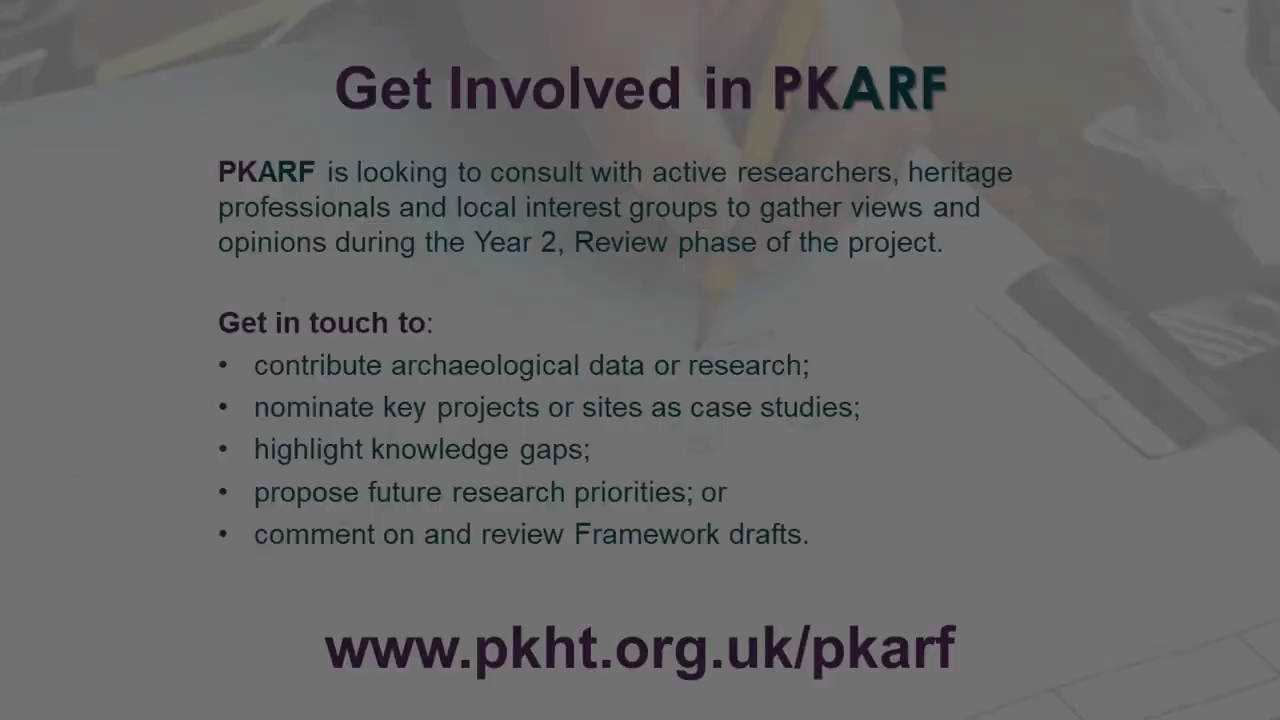 Get Involved in PKARF
PKARF is looking to consult with active researchers, heritage
professionals and local interest groups to gather views and
opinions during the Year 2, Review phase of the project.
Get in touch to:
• contribute archaeological data or research;
• nominate key projects or sites as case studies;
• highlight knowledge gaps;
• propose future research priorities; or
• comment on and review Framework drafts.
www.pkht.org.uk/pkarf